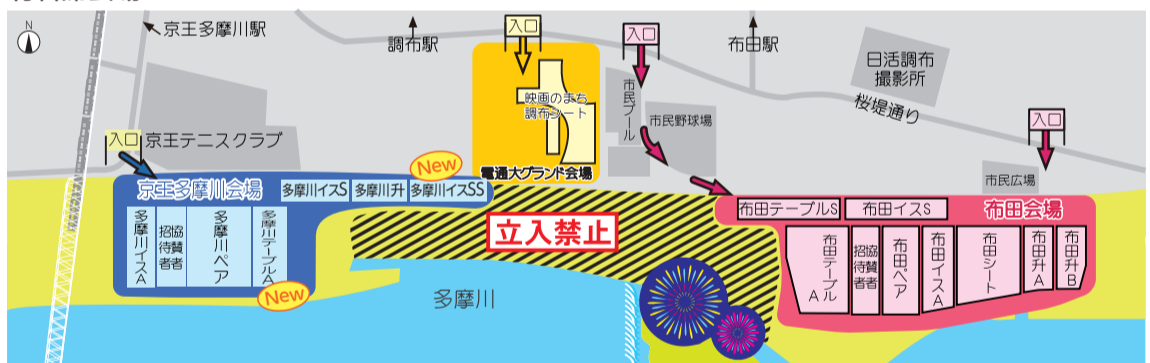 N
京王多摩川駅
調布駅
入口
入口
布田駅
日活調布
撮影所
桜堤通り
映画のまち
調布シート
市民プール
市民野球場
入口
入口
京王テニスクラブ
New
電通大グランド会場
市民広場
京王多摩川会場
多摩川イスS
多摩川升
多摩川イスSS
布田テーブルS
布田イスS
布田会場
立入禁止
多摩川イスA
協賛者
招待者
多摩川ペア
多摩川テーブルA
New
布田テーブル
A
協賛者
招待者
布田ペア
布田イスA
布田シート
布田升A
布田升B
多摩川